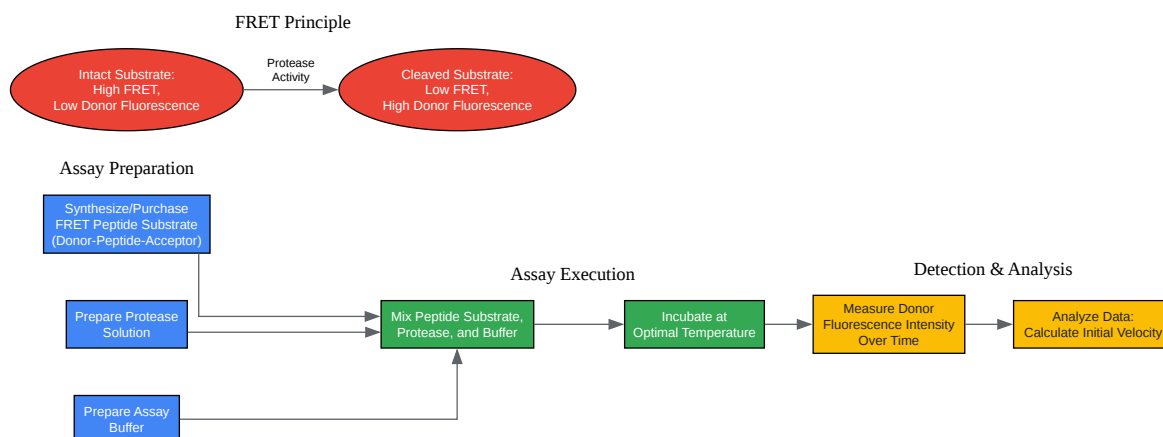 FRET Principle
Intact Substrate:
High FRET,
Low Donor Fluorescence
Protease
Activity
Cleaved Substrate:
Low FRET,
High Donor Fluorescence
Assay Preparation
Synthesize/Purchase
FRET Peptide Substrate
(Donor-Peptide-Acceptor)
Prepare Protease
Solution
Prepare Assay
Buffer
Assay Execution
Mix Peptide Substrate,
Protease, and Buffer
Incubate at
Optimal Temperature
Detection & Analysis
Measure Donor
Fluorescence Intensity
Over Time
Analyze Data:
Calculate Initial Velocity